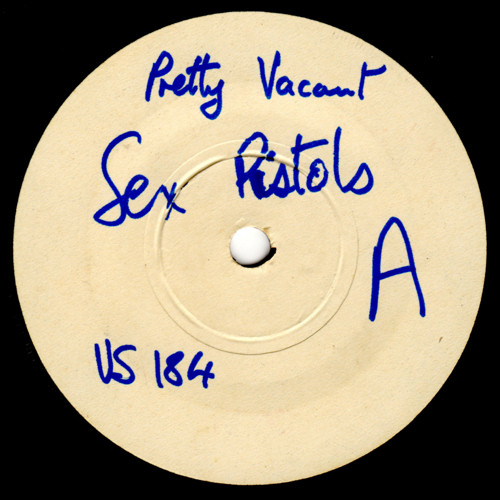 Pretty Vacant
Sex Pistols
A
VS 184